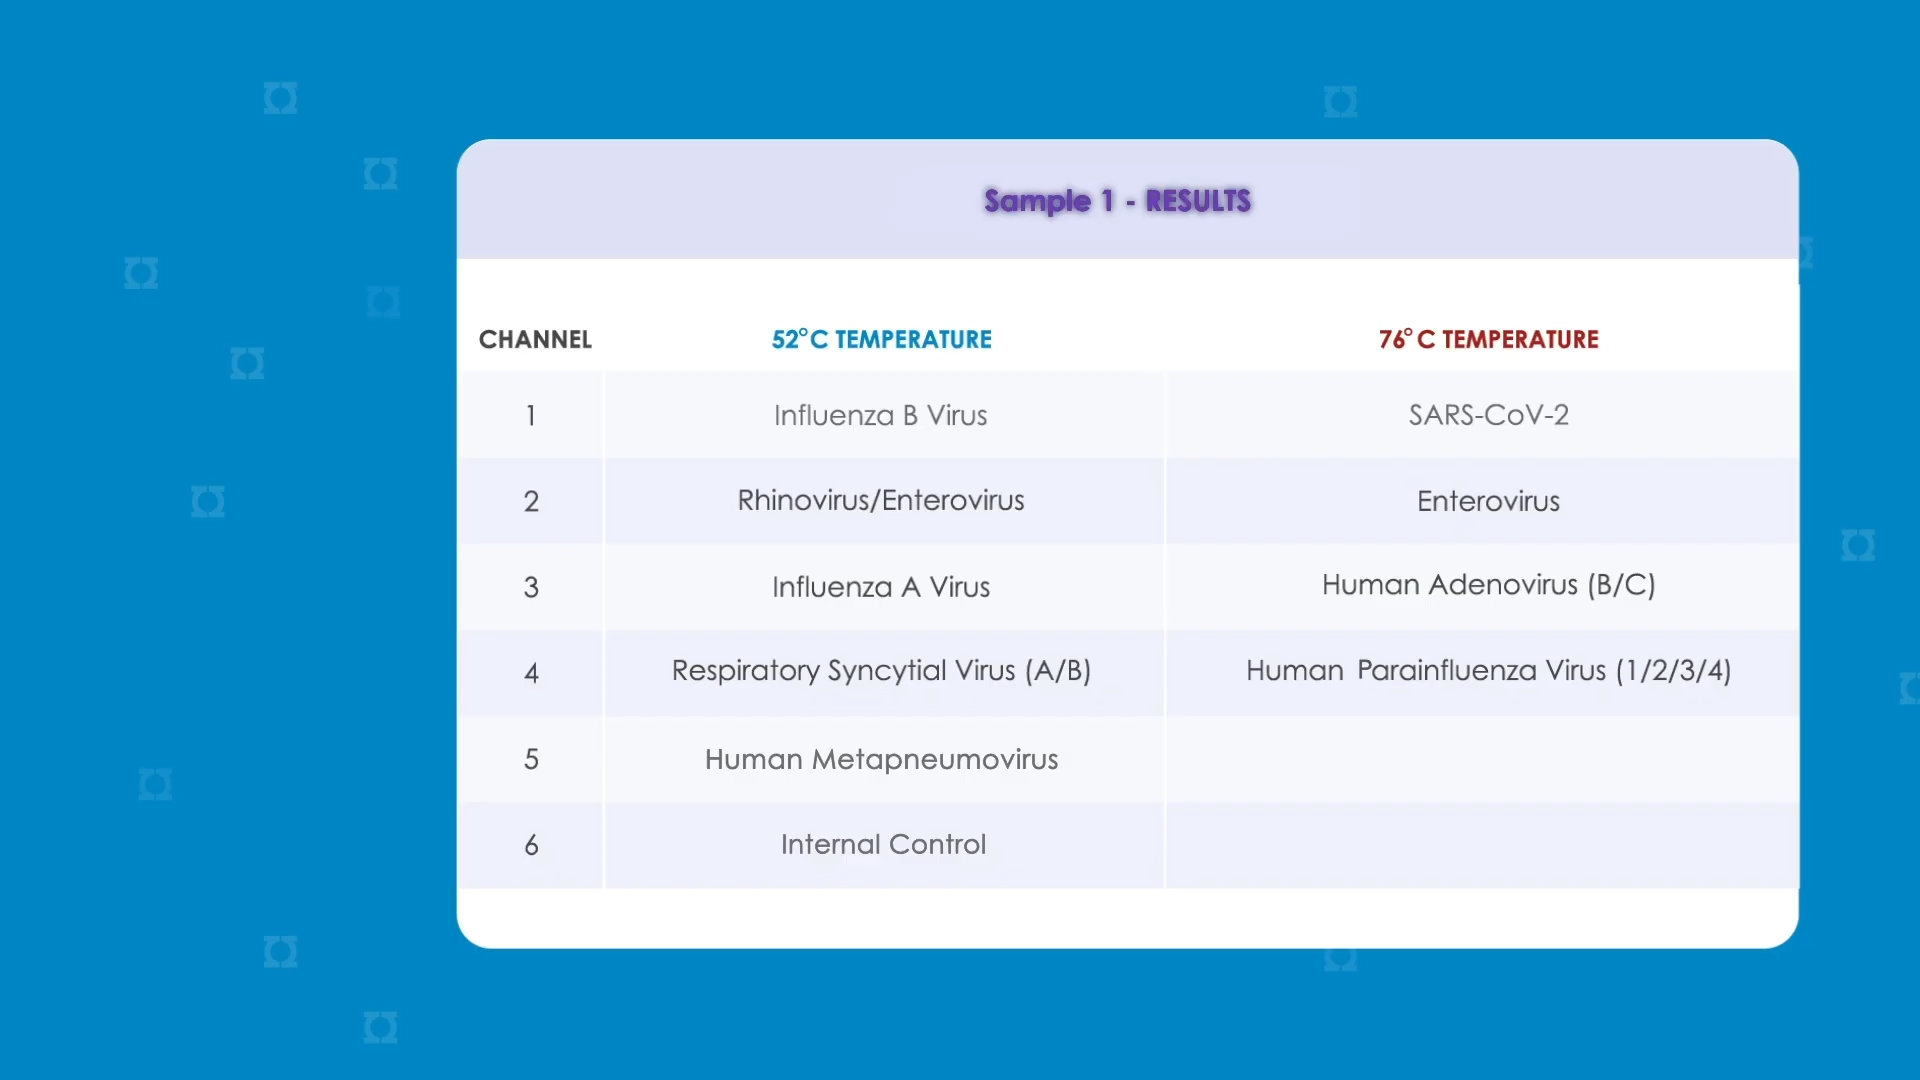 Sample 1 - RESULTS
CHANNEL 52°C TEMPERATURE 76°C TEMPERATURE
1 Influenza B Virus SARS-CoV-2
2 Rhinovirus/Enterovirus Enterovirus
3 Influenza A Virus Human Adenovirus (B/C)
4 Respiratory Syncytial Virus (A/B) Human Parainfluenza Virus (1/2/3/4)
5 Human Metapneumovirus
6 Internal Control